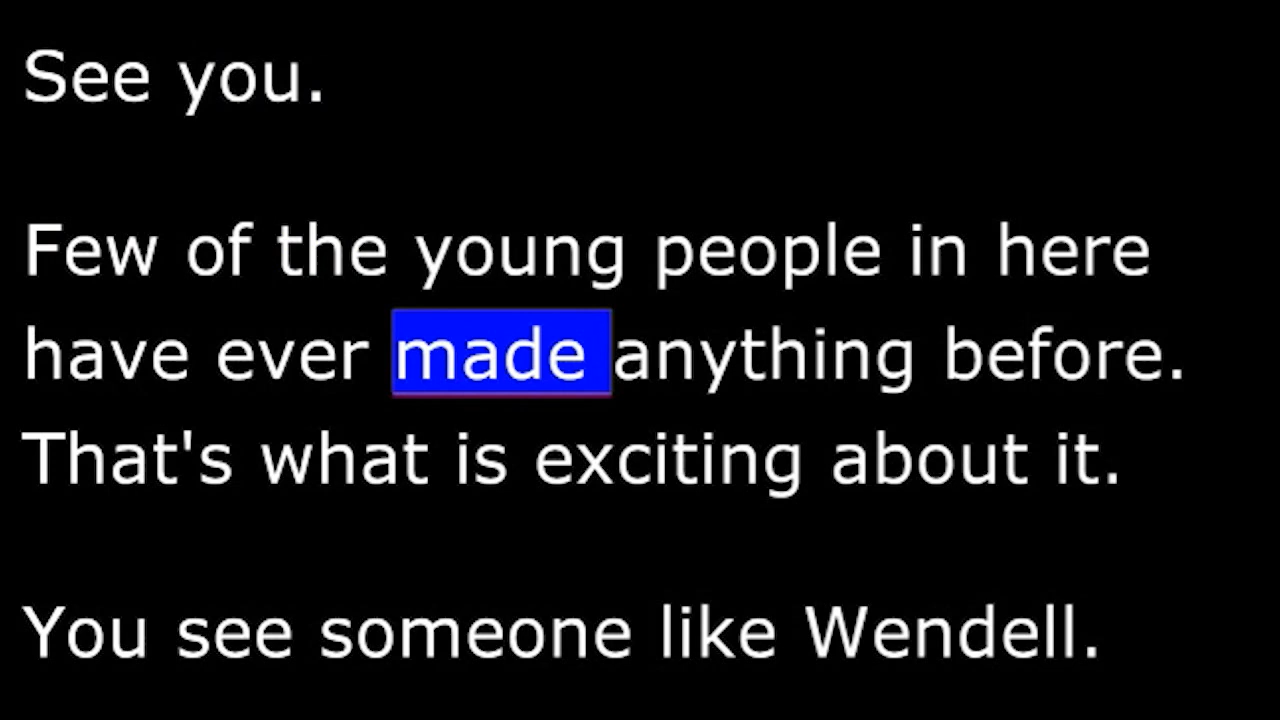 See you.
Few of the young people in here
have ever made anything before.
That's what is exciting about it.
You see someone like Wendell.